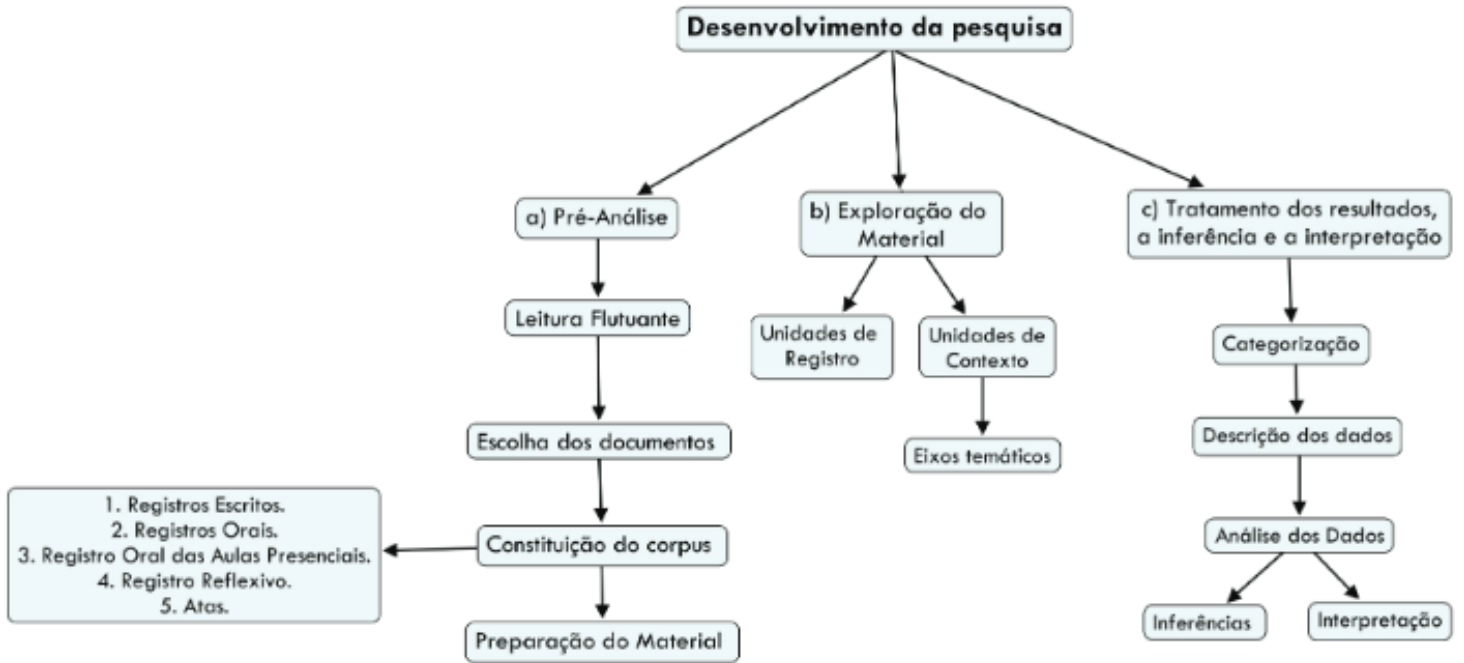 Desenvolvimento da pesquisa
a) Pré-Análise
Leitura Flutuante
Escolha dos documentos
Constituição do corpus
1. Registros Escritos.
2. Registros Orais.
3. Registro Oral das Aulas Presenciais.
4. Registro Reflexivo.
5. Atas.
Preparação do Material
b) Exploração do
Material
Unidades de
Registro
Unidades de
Contexto
Eixos temáticos
c) Tratamento dos resultados,
a inferência e a interpretação
Categorização
Descrição dos dados
Análise dos Dados
Inferências
Interpretação